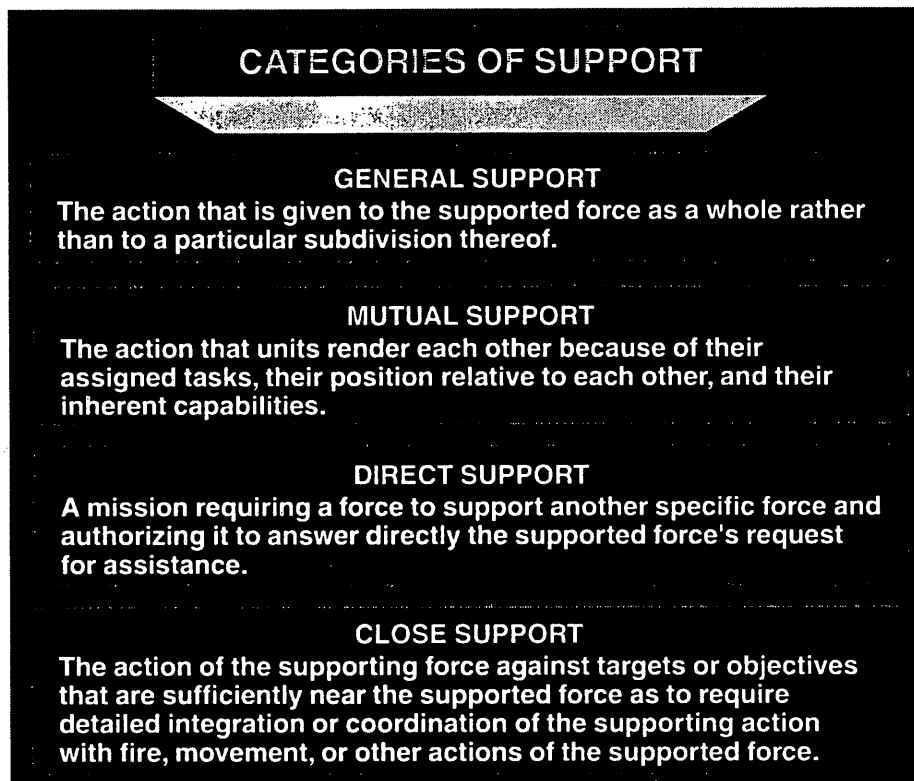 CATEGORIES OF SUPPORT
GENERAL SUPPORT
The action that is given to the supported force as a whole rather
than to a particular subdivision thereof.
MUTUAL SUPPORT
The action that units render each other because of their
assigned tasks, their position relative to each other, and their
inherent capabilities.
DIRECT SUPPORT
A mission requiring a force to support another specific force and
authorizing it to answer directly the supported force's request
for assistance.
CLOSE SUPPORT
The action of the supporting force against targets or objectives
that are sufficiently near the supported force as to require
detailed integration or coordination of the supporting action
with fire, movement, or other actions of the supported force.